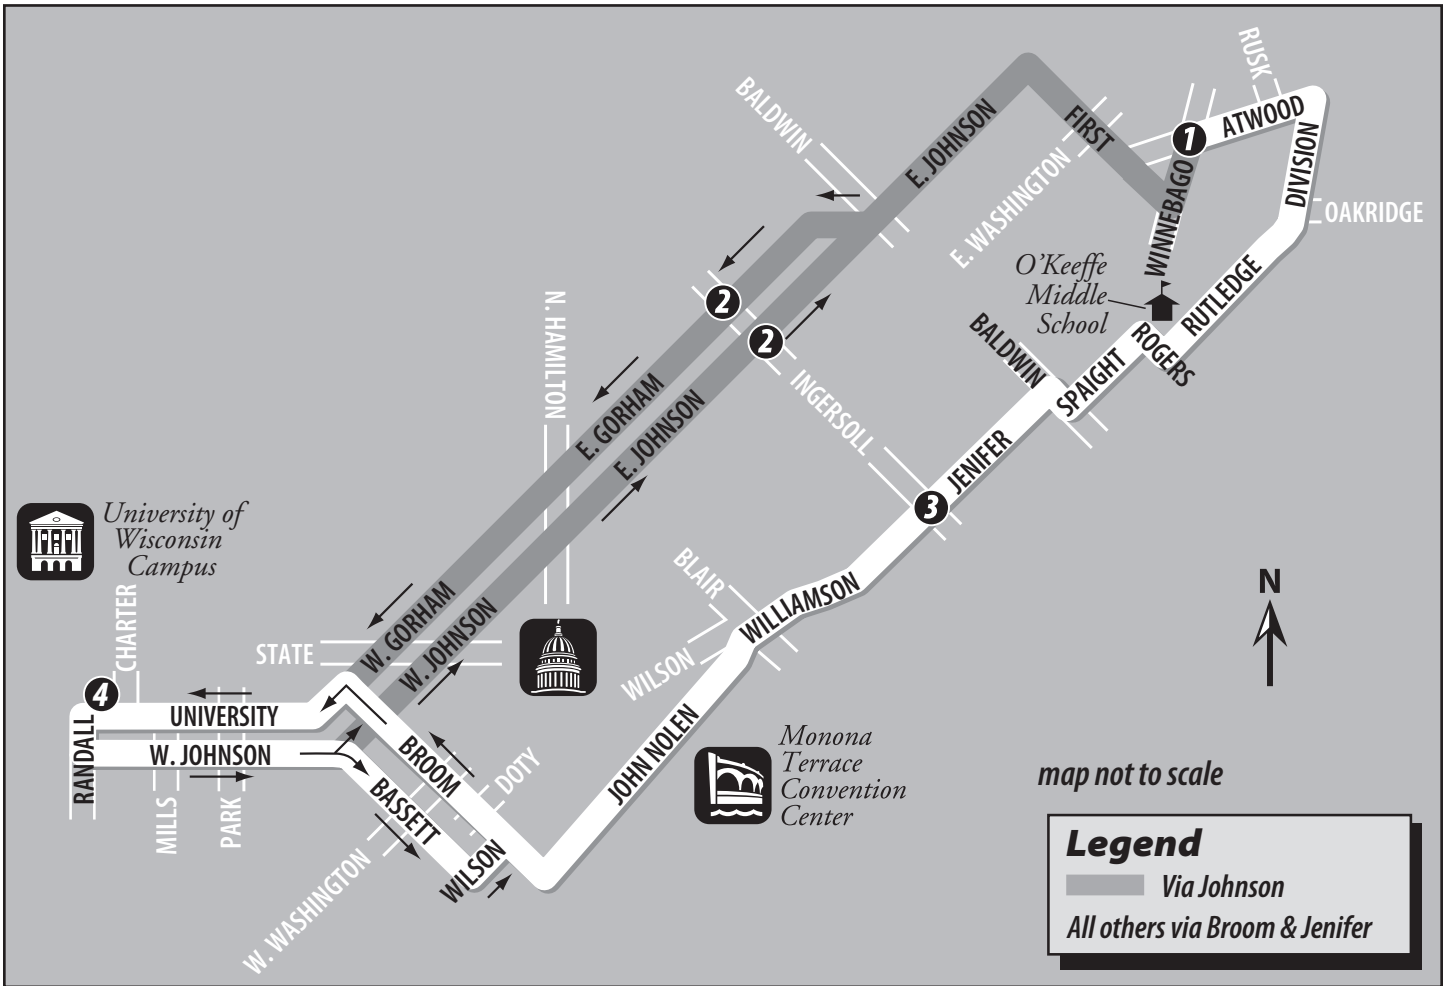 RUSK
BALDWIN
E. JOHNSON
FIRST
1
ATWOOD
DIVISION
E. WASHINGTON
WINNEBAGO
OAKRIDGE
O'Keeffe
Middle
School
RUTLEDGE
ROGERS
2
2
N. HAMILTON
BALDWIN
SPAIGHT
INGERSOLL
E. GORHAM
E. JOHNSON
JENIFER
3
University of
Wisconsin
Campus
BLAIR
WILLIAMSON
CHARTER
W. GORHAM
W. JOHNSON
STATE
WILSON
N
4
UNIVERSITY
RANDALL
W. JOHNSON
BROOM
DOTY
JOHN NOLEN
Monona
Terrace
Convention
Center
MILLS
PARK
BASSETT
WILSON
W. WASHINGTON
map not to scale
Legend
Via Johnson
All others via Broom & Jenifer